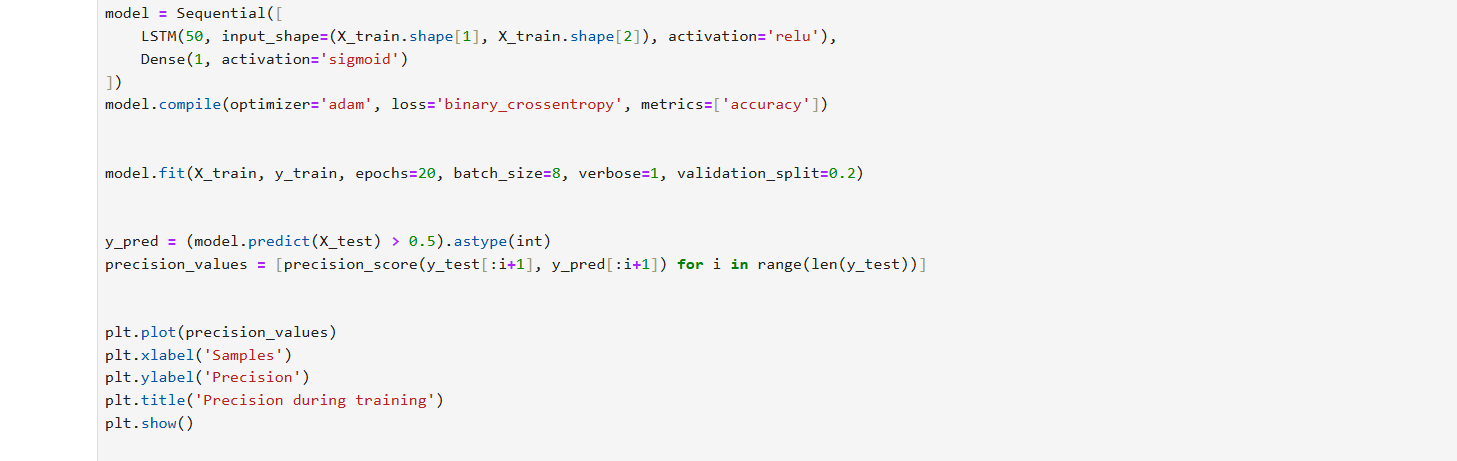 model = Sequential([
    LSTM(50, input_shape=(X_train.shape[1], X_train.shape[2]), activation='relu'),
    Dense(1, activation='sigmoid')
])
model.compile(optimizer='adam', loss='binary_crossentropy', metrics=['accuracy'])
model.fit(X_train, y_train, epochs=20, batch_size=8, verbose=1, validation_split=0.2)
y_pred = (model.predict(X_test) > 0.5).astype(int)
precision_values = [precision_score(y_test[:i+1], y_pred[:i+1]) for i in range(len(y_test))]
plt.plot(precision_values)
plt.xlabel('Samples')
plt.ylabel('Precision')
plt.title('Precision during training')
plt.show()